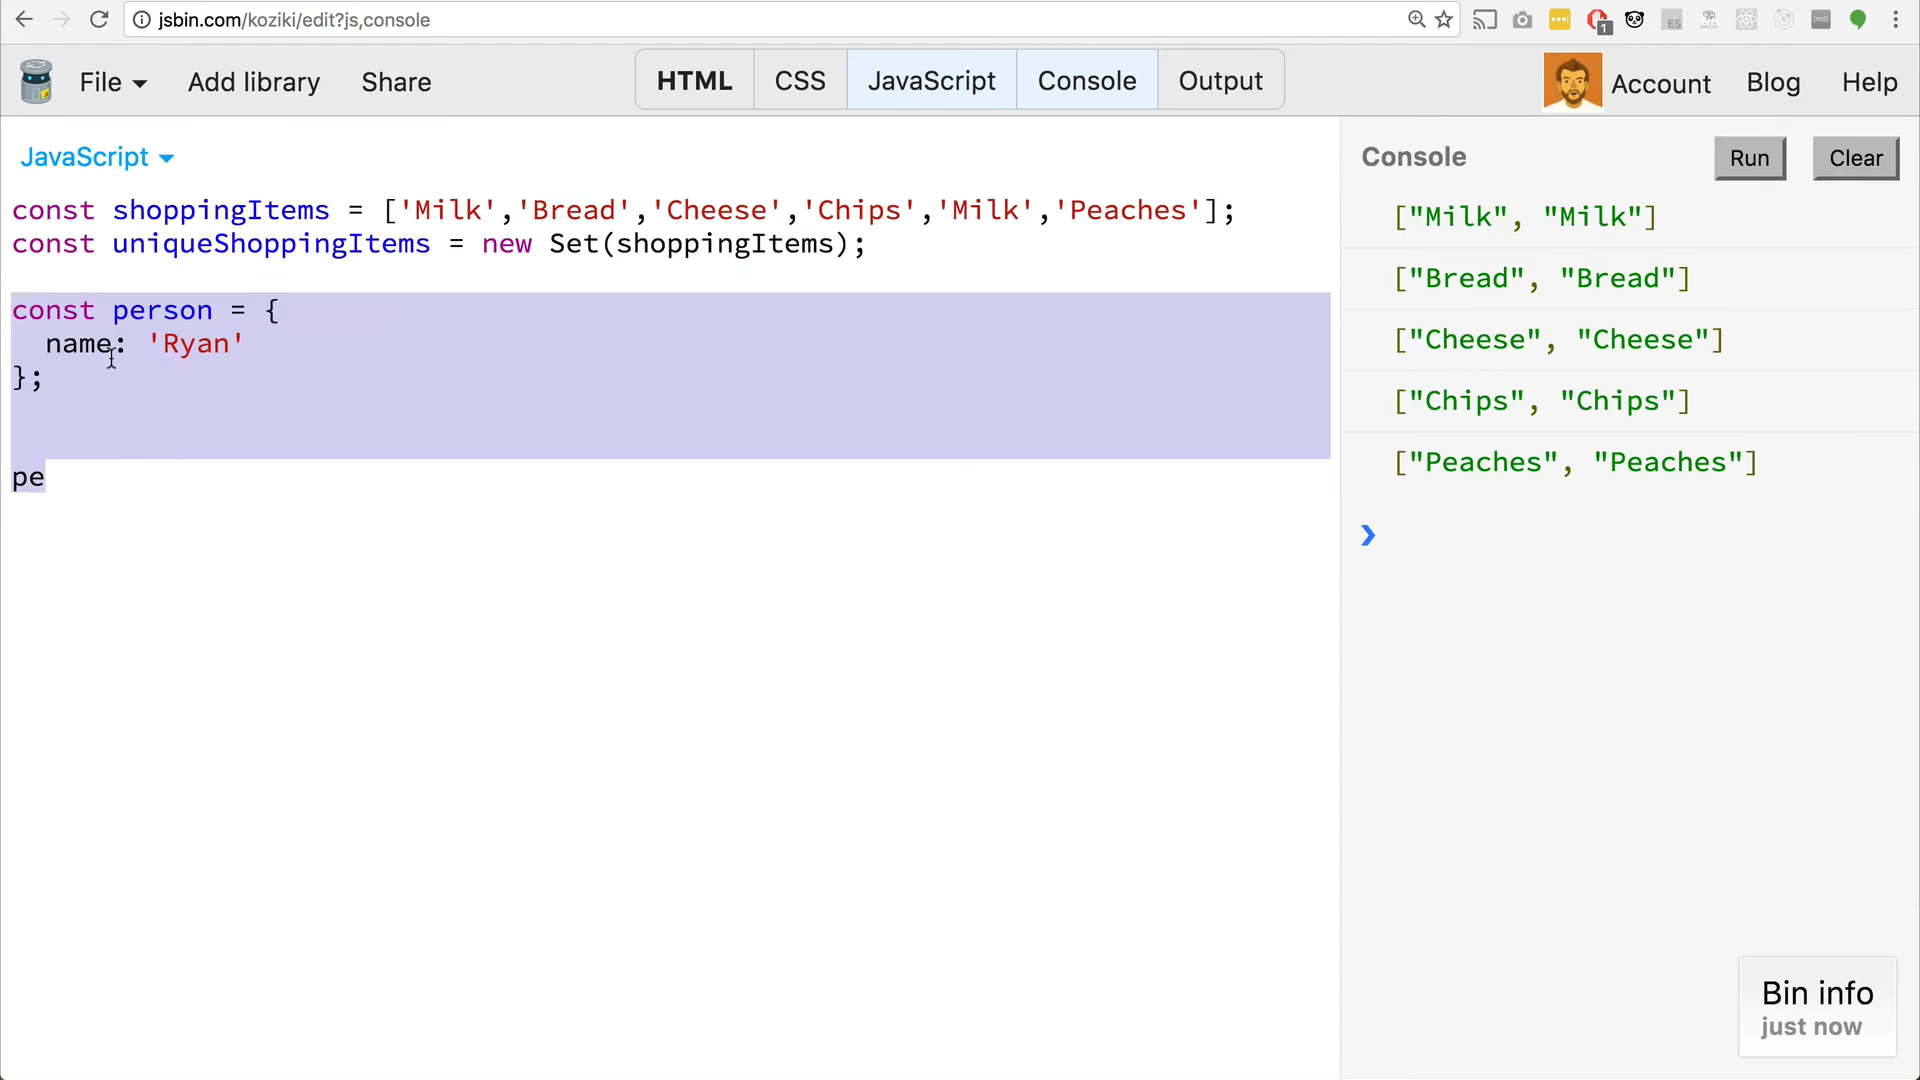 jsbin.com/koziki/edit?js,console
1
ES
File Add library Share HTML CSS JavaScript Console Output Account Blog Help
JavaScript
const shoppingItems = ['Milk','Bread','Cheese','Chips','Milk','Peaches'];
const uniqueShoppingItems = new Set(shoppingItems);
const person = {
name: 'Ryan'
};
pe
Console Run Clear
["Milk", "Milk"]
["Bread", "Bread"]
["Cheese", "Cheese"]
["Chips", "Chips"]
["Peaches", "Peaches"]
Bin info
just now